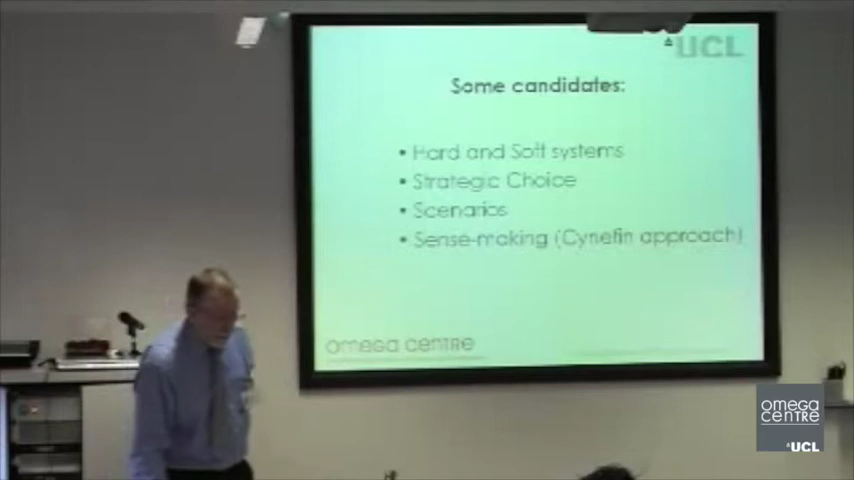 UCL
Some candidates:
• Hard and Soft systems
• Strategic Choice
• Scenarios
• Sense-making (Cynefin approach)
omega centre
omega
centre
UCL